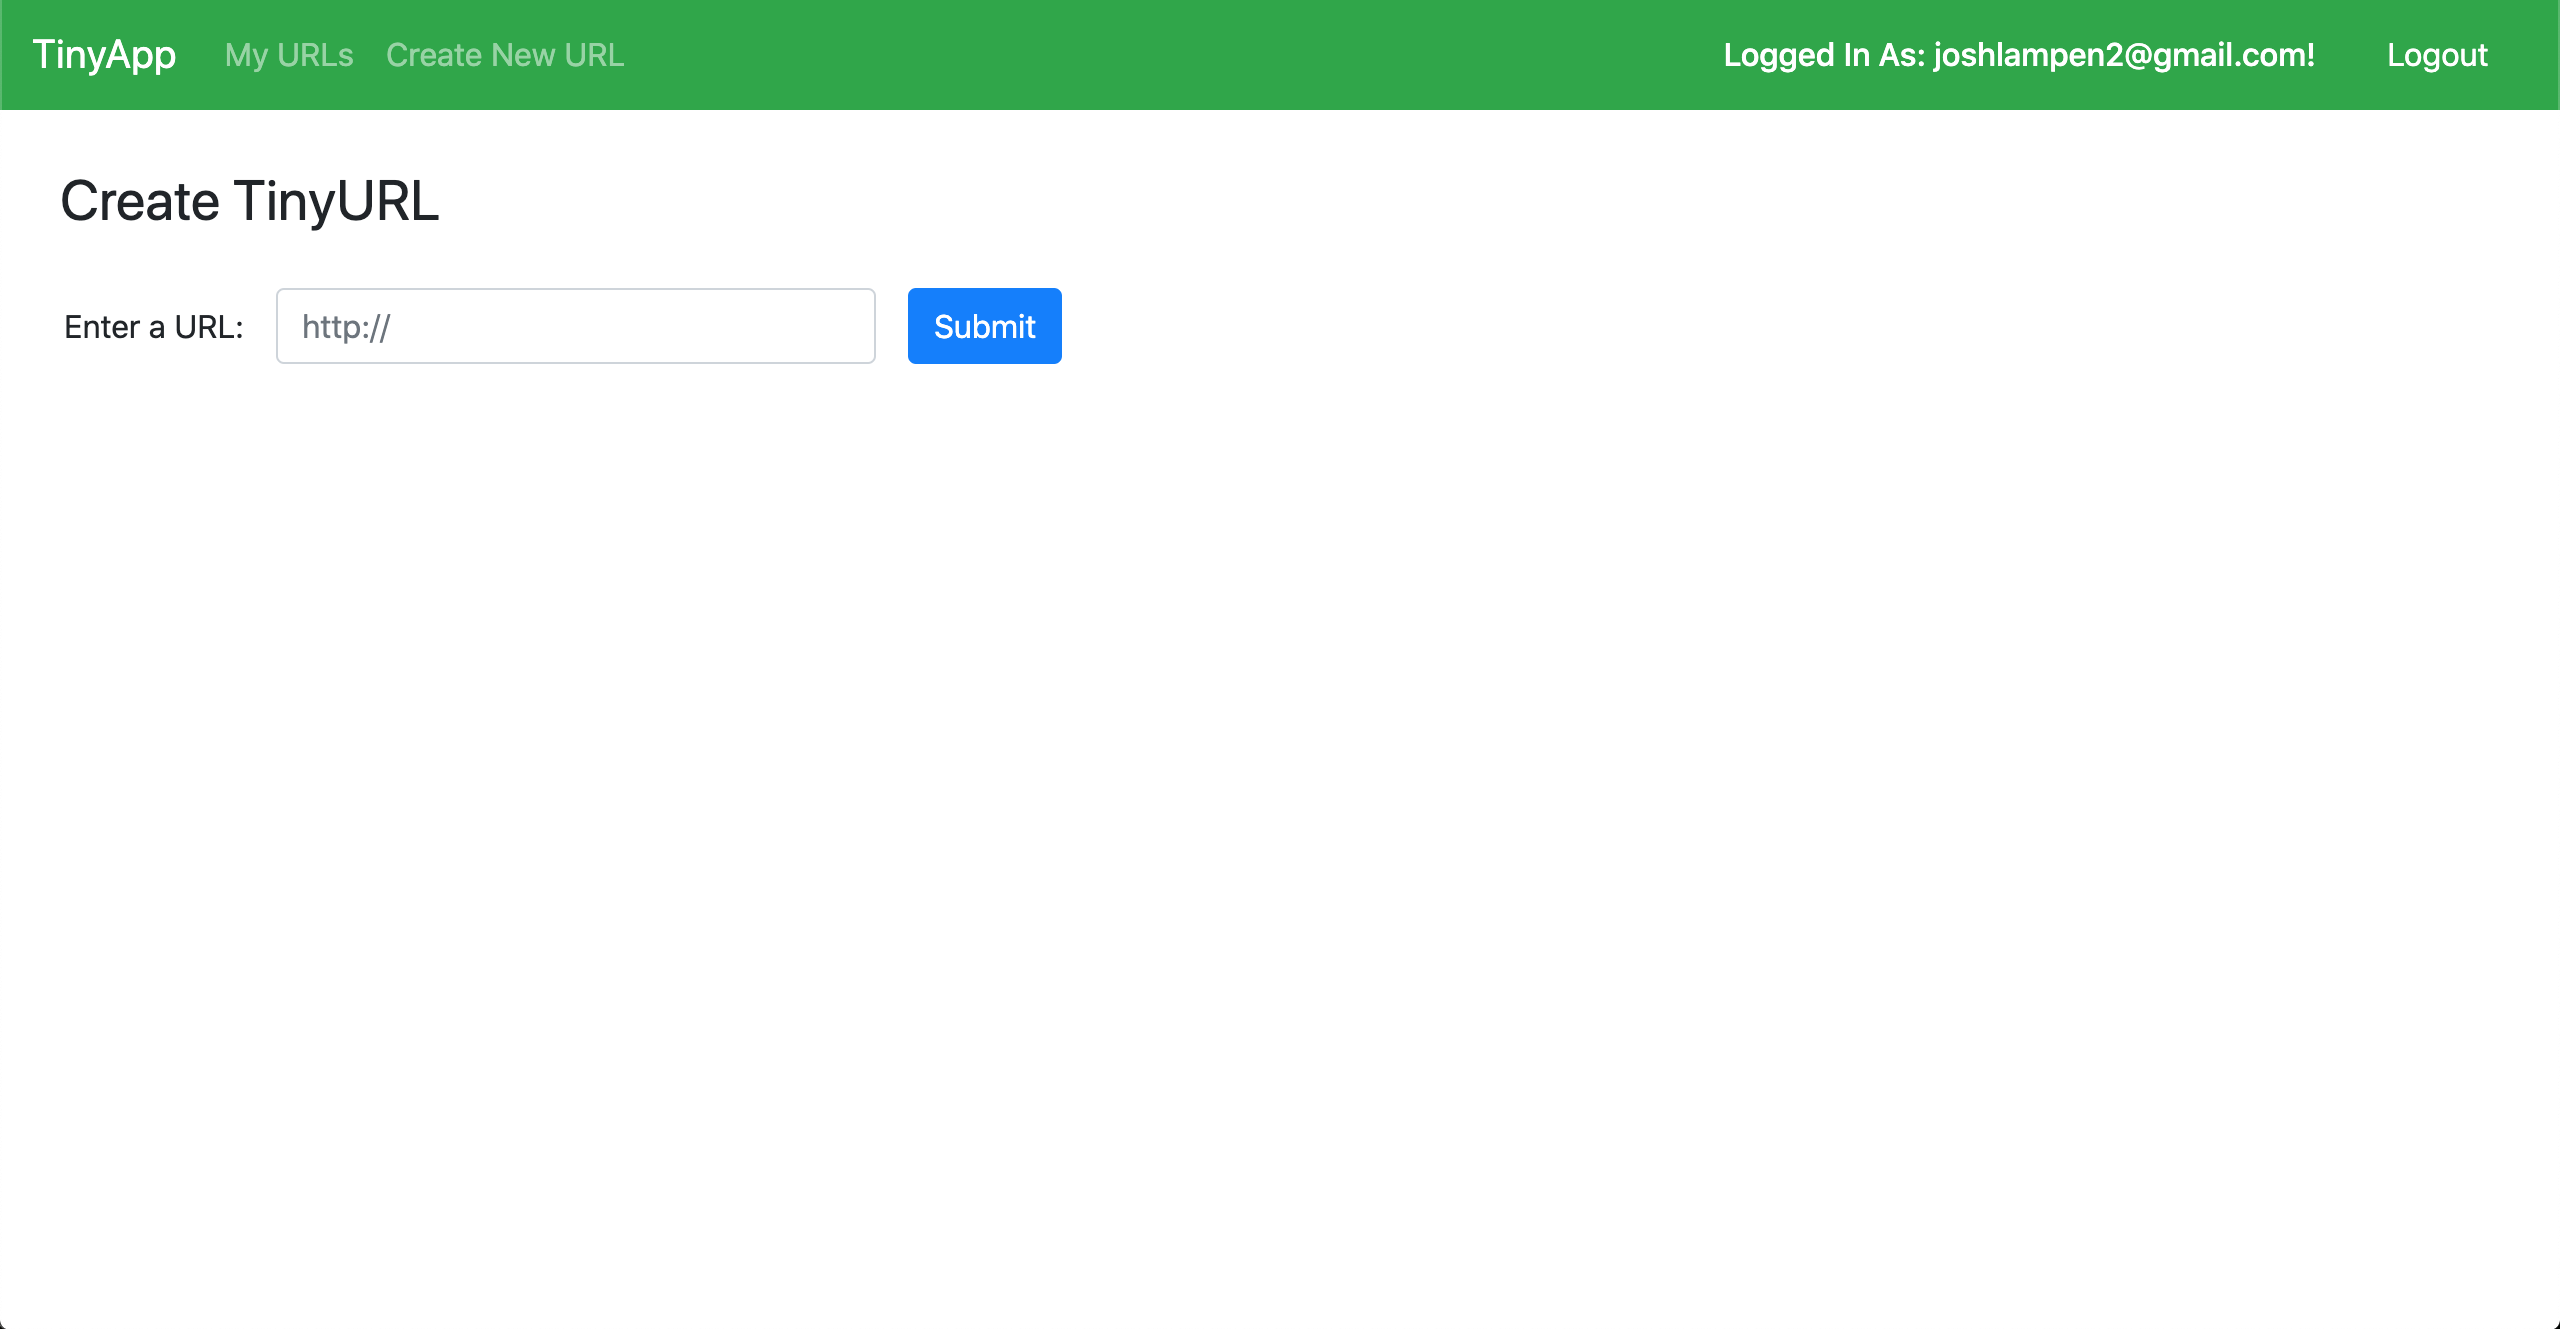 TinyApp My URLs Create New URL Logged In As: joshlampen2@gmail.com! Logout
Create TinyURL
Enter a URL: http:// Submit